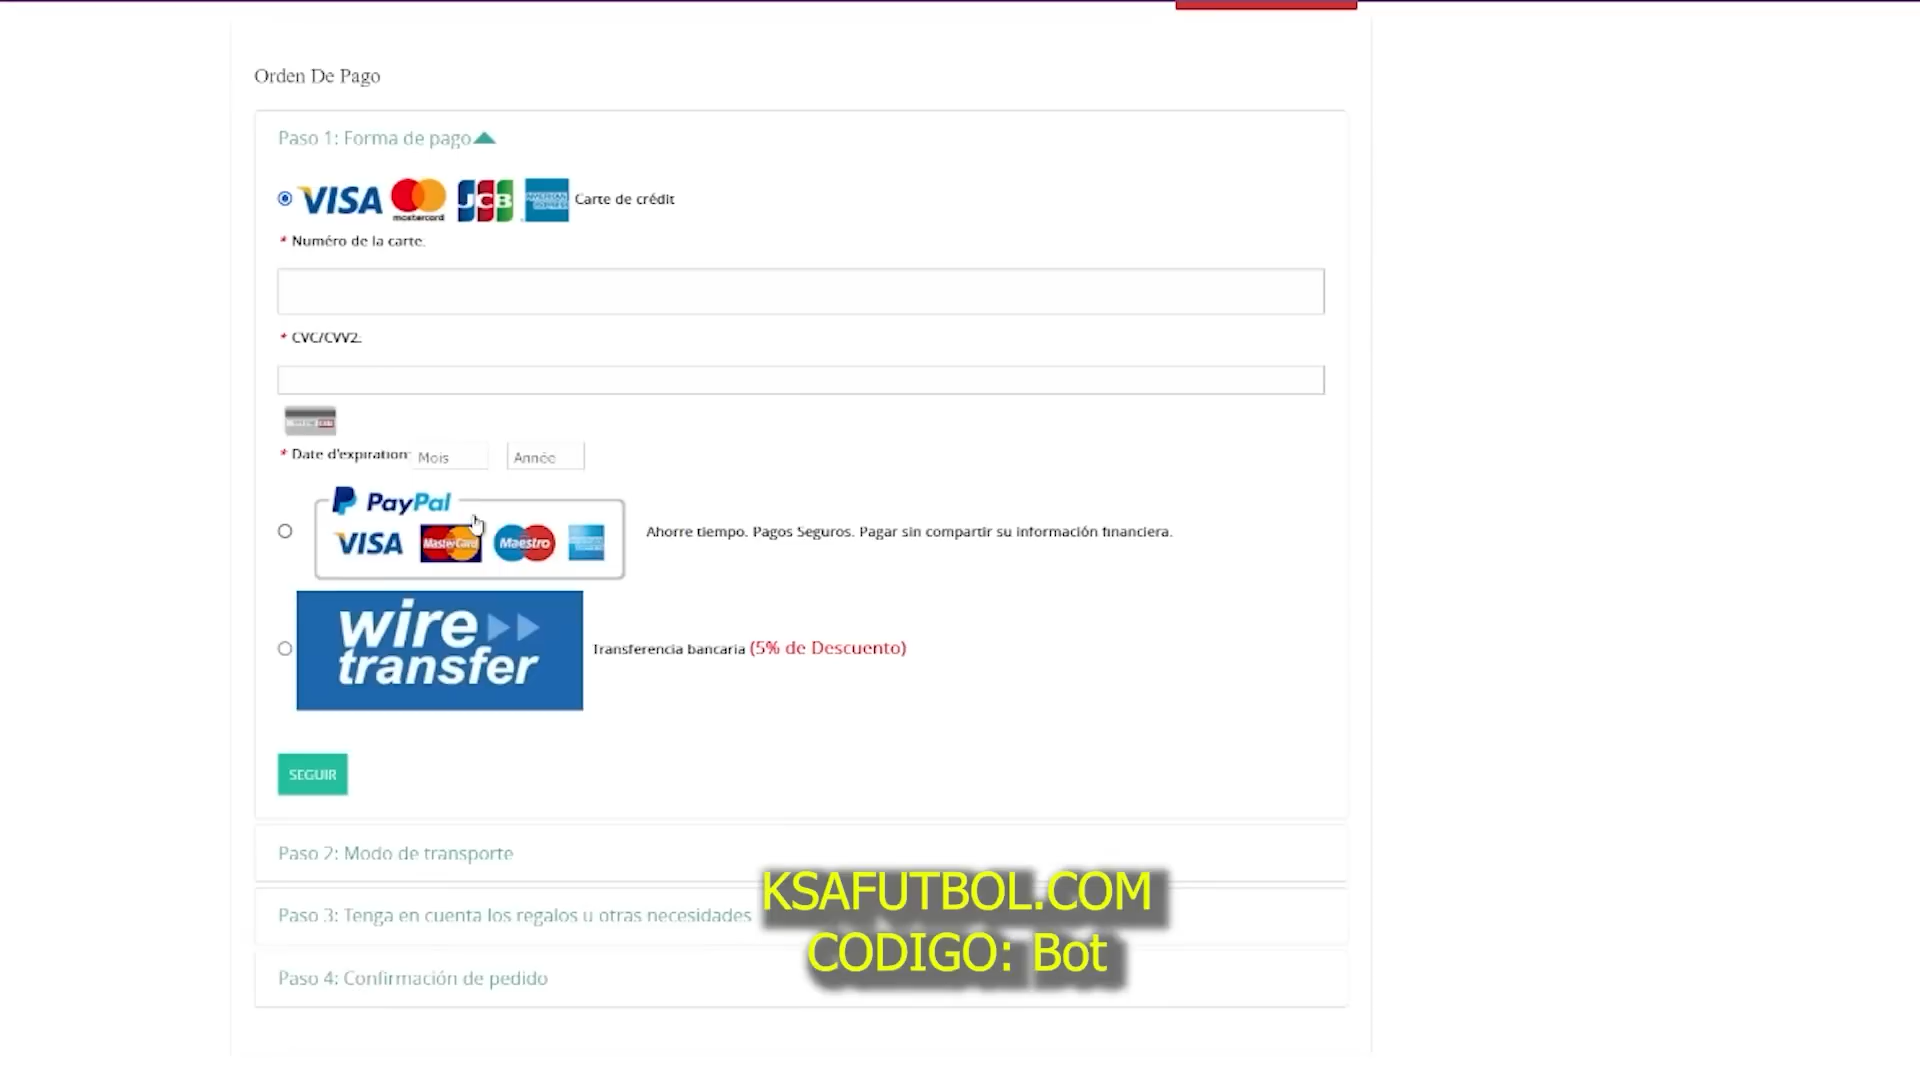 Orden De Pago
Paso 1: Forma de pago
VISA mastercard JCB AMERICAN EXPRESS Carte de crédit
* Numéro de la carte:
* CVC/CVV2:
* Date d'expiration: Mois Année
PayPal
VISA MasterCard Maestro Ahorre tiempo. Pagos Seguros. Pagar sin compartir su información financiera.
wire transfer
Transferencia bancaria (5% de Descuento)
SEGUIR
Paso 2: Modo de transporte
Paso 3: Tenga en cuenta los regalos u otras necesidades
Paso 4: Confirmación de pedido
KSAFUTBOL.COM
CODIGO: Bot